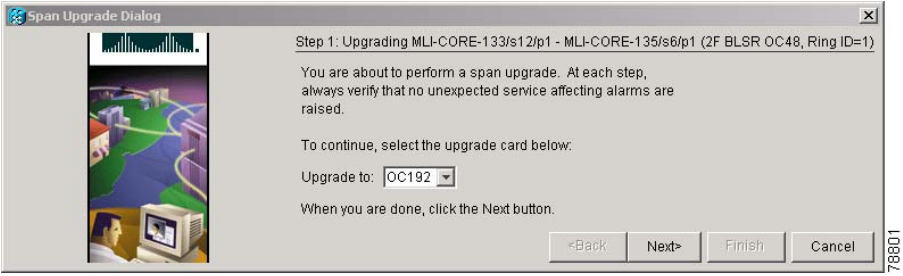 Span Upgrade Dialog
Step 1: Upgrading MLI-CORE-133/s12/p1 - MLI-CORE-135/s6/p1 (2F BLSR OC48, Ring ID=1)
You are about to perform a span upgrade. At each step,
always verify that no unexpected service affecting alarms are
raised.
To continue, select the upgrade card below:
Upgrade to: OC192
When you are done, click the Next button.
<Back Next> Finish Cancel
78801